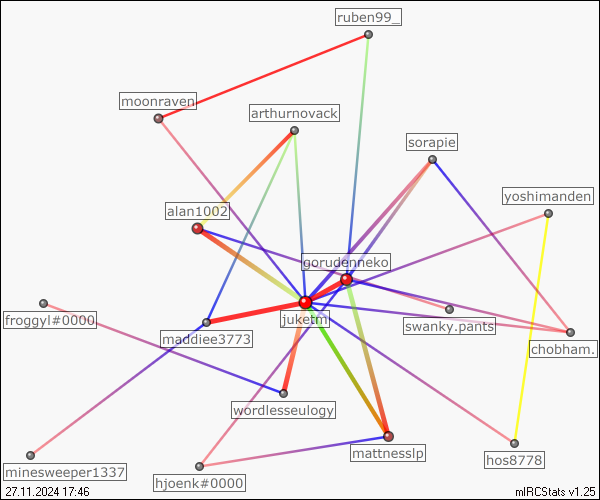 ruben99_
moonraven
arthurnovack
sorapie
yoshimanden
alan1002
gorudenneko
juketn
froggyl#0000
maddiee3773
swanky.pants
chobham.
wordlesseulogy
mattnesslp
hos8778
minesweeper1337
hjoenk#0000
27.11.2024 17:46
mIRCStats v1.25